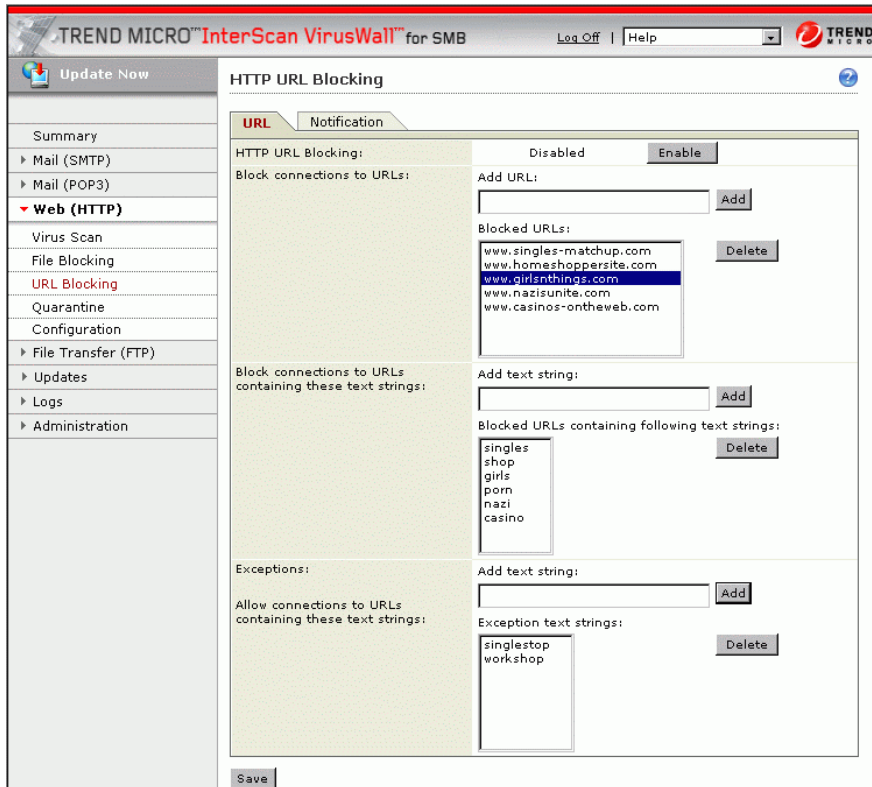 TREND MICRO™InterScan VirusWall™for SMB
Log Off | Help
TREND
MICRO
Update Now
HTTP URL Blocking
?
URL
Notification
Summary
Mail (SMTP)
Mail (POP3)
Web (HTTP)
Virus Scan
File Blocking
URL Blocking
Quarantine
Configuration
File Transfer (FTP)
Updates
Logs
Administration
HTTP URL Blocking:
Disabled
Enable
Block connections to URLs:
Add URL:
Add
Blocked URLs:
www.singles-matchup.com
www.homeshoppersite.com
www.girlsnthings.com
www.nazisunite.com
www.casinos-ontheweb.com
Delete
Block connections to URLs
containing these text strings:
Add text string:
Add
Blocked URLs containing following text strings:
singles
shop
girls
porn
nazi
casino
Delete
Exceptions:
Allow connections to URLs
containing these text strings:
Add text string:
Add
Exception text strings:
singlestop
workshop
Delete
Save